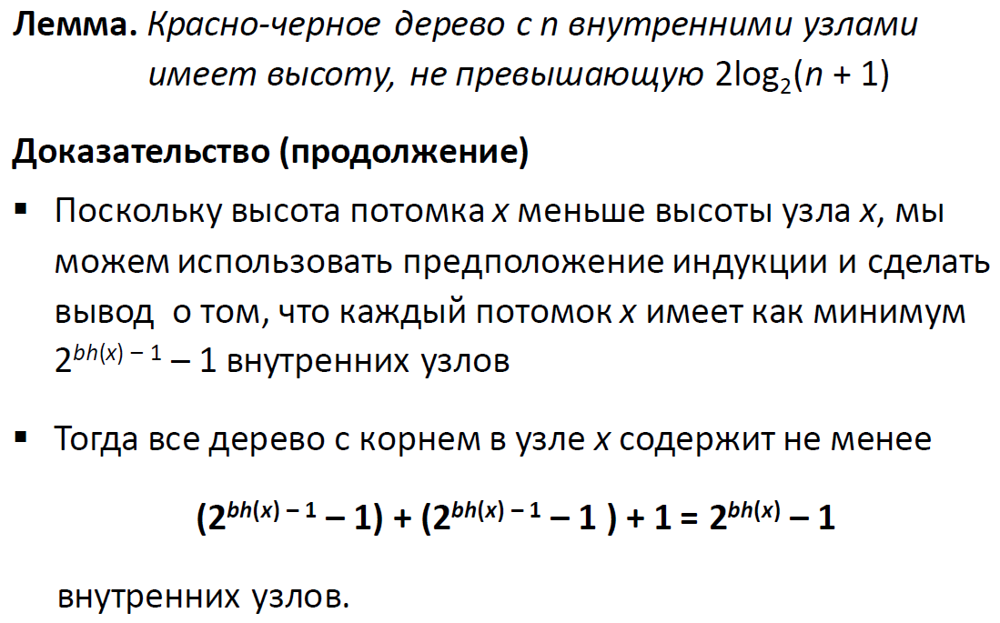 Лемма. Красно-черное дерево с n внутренними узлами
имеет высоту, не превышающую 2log₂(n + 1)
Доказательство (продолжение)
▪ Поскольку высота потомка x меньше высоты узла x, мы
можем использовать предположение индукции и сделать
вывод о том, что каждый потомок x имеет как минимум
2^{bh(x) – 1} – 1 внутренних узлов
▪ Тогда все дерево с корнем в узле x содержит не менее
(2^{bh(x) – 1} – 1) + (2^{bh(x) – 1} – 1 ) + 1 = 2^{bh(x)} – 1
внутренних узлов.